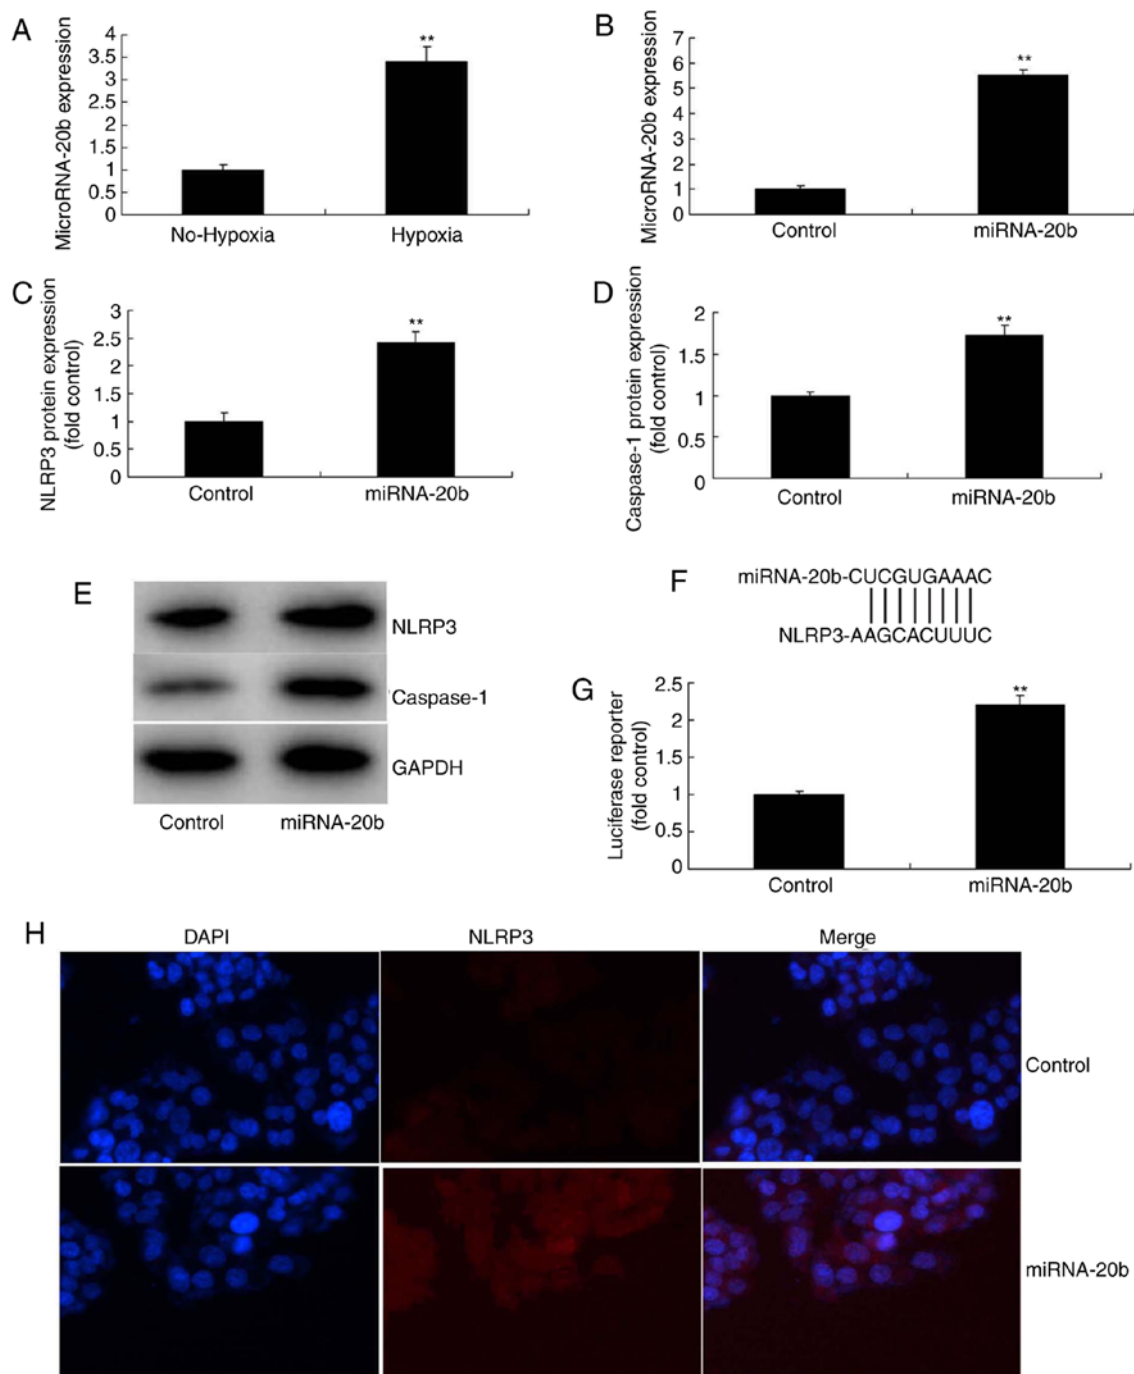 A
MicroRNA-20b expression
4
3.5
3
2.5
2
1.5
1
0.5
0
**
No-Hypoxia
Hypoxia
B
MicroRNA-20b expression
7
6
5
4
3
2
1
0
**
Control
miRNA-20b
C
NLRP3 protein expression
(fold control)
3
2.5
2
1.5
1
0.5
0
**
Control
miRNA-20b
D
Caspase-1 protein expression
(fold control)
2
1.5
1
0.5
0
**
Control
miRNA-20b
E
NLRP3
Caspase-1
GAPDH
Control
miRNA-20b
F
miRNA-20b-CUCGUGAAAC
NLRP3-AAGCACUUUC
G
Luciferase reporter
(fold control)
2.5
2
1.5
1
0.5
0
**
Control
miRNA-20b
H
DAPI
NLRP3
Merge
Control
miRNA-20b